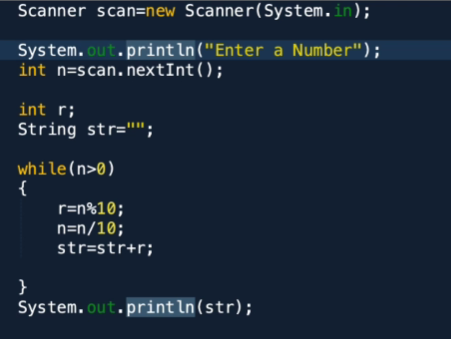 Scanner scan=new Scanner(System.in);
System.out.println("Enter a Number");
int n=scan.nextInt();
int r;
String str="";
while(n>0)
{
r=n%10;
n=n/10;
str=str+r;
}
System.out.println(str);